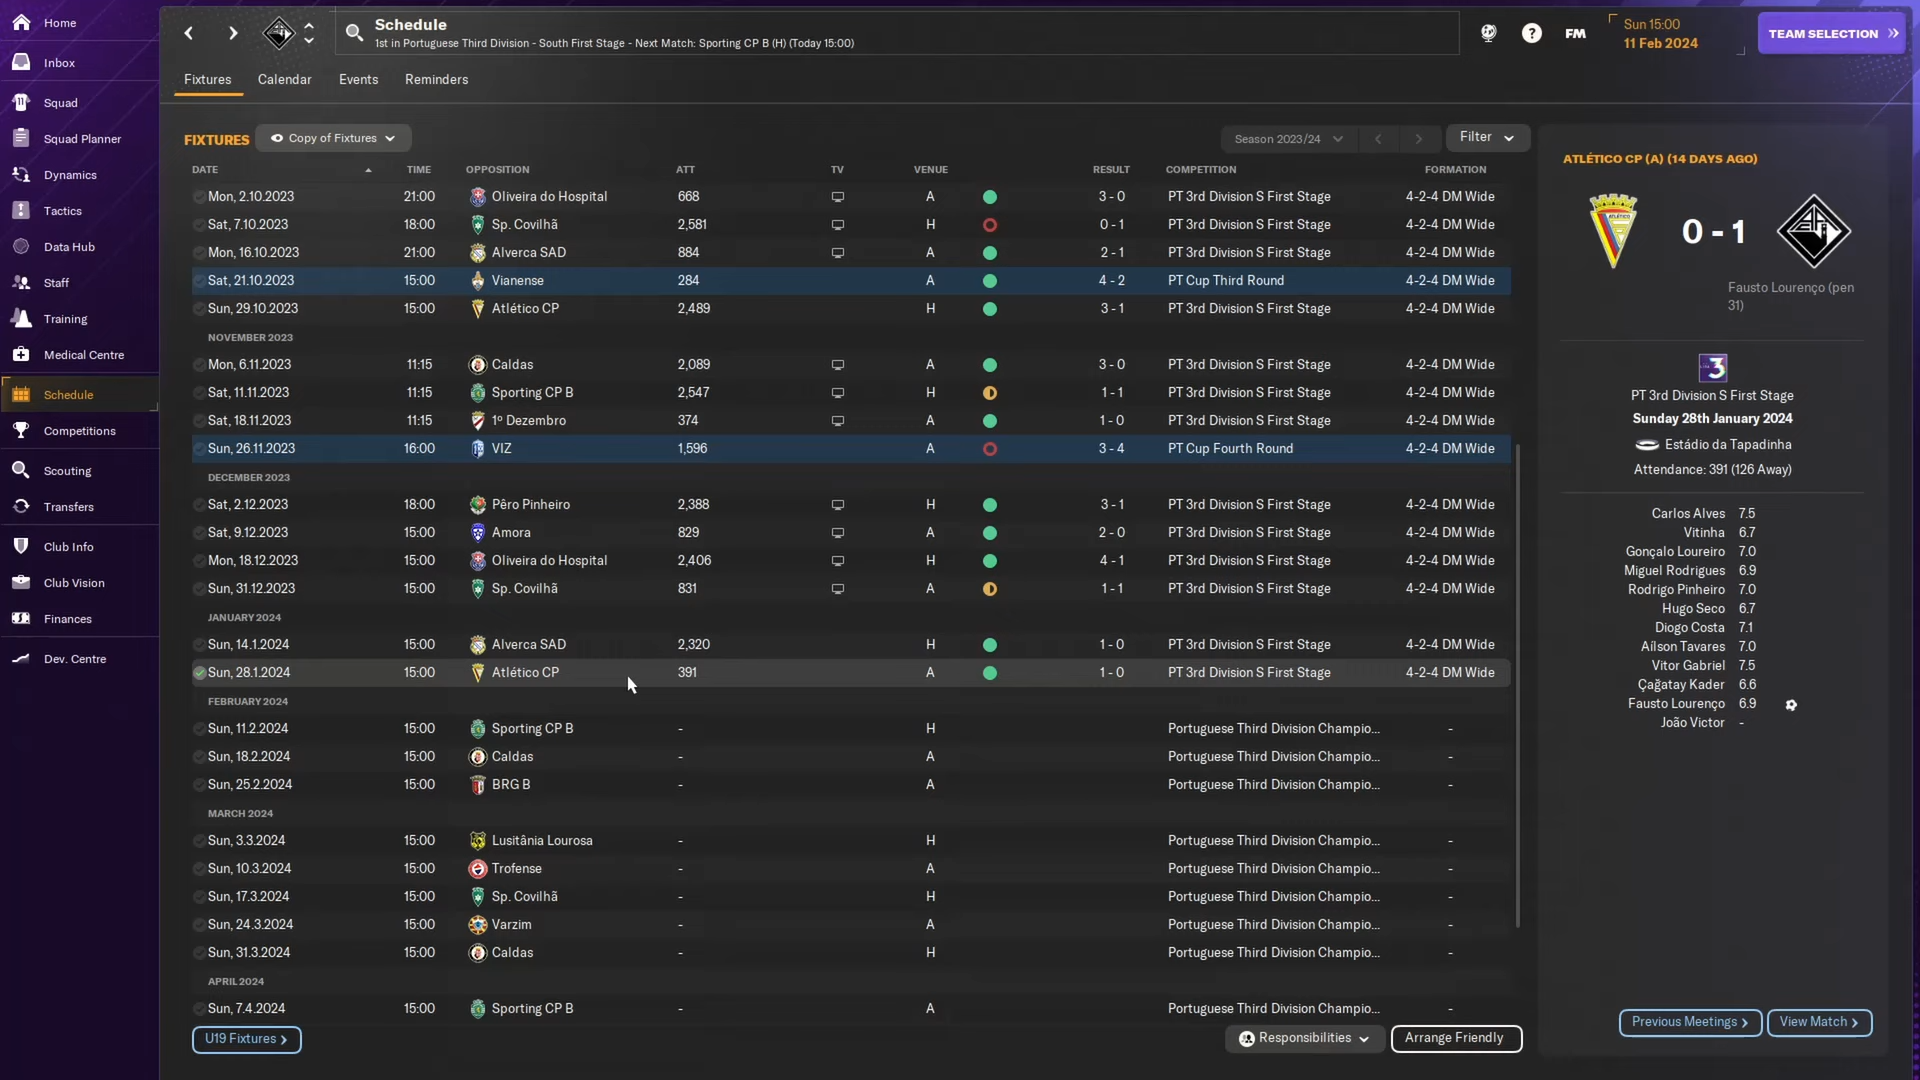 Home
Inbox
Squad
Squad Planner
Dynamics
Tactics
Data Hub
Staff
Training
Medical Centre
Schedule
Competitions
Scouting
Transfers
Club Info
Club Vision
Finances
Dev. Centre
Schedule
1st in Portuguese Third Division - South First Stage - Next Match: Sporting CP B (H) (Today 15:00)
FM
Sun 15:00
11 Feb 2024
TEAM SELECTION
Fixtures Calendar Events Reminders
FIXTURES Copy of Fixtures Season 2023/24 Filter
DATE TIME OPPOSITION ATT TV VENUE RESULT COMPETITION FORMATION
Mon, 2.10.2023 21:00 Oliveira do Hospital 668 A 3 - 0 PT 3rd Division S First Stage 4-2-4 DM Wide
Sat, 7.10.2023 18:00 Sp. Covilhã 2,581 H 0 - 1 PT 3rd Division S First Stage 4-2-4 DM Wide
Mon, 16.10.2023 21:00 Alverca SAD 884 A 2 - 1 PT 3rd Division S First Stage 4-2-4 DM Wide
Sat, 21.10.2023 15:00 Vianense 284 A 4 - 2 PT Cup Third Round 4-2-4 DM Wide
Sun, 29.10.2023 15:00 Atlético CP 2,489 H 3 - 1 PT 3rd Division S First Stage 4-2-4 DM Wide
NOVEMBER 2023
Mon, 6.11.2023 11:15 Caldas 2,089 A 3 - 0 PT 3rd Division S First Stage 4-2-4 DM Wide
Sat, 11.11.2023 11:15 Sporting CP B 2,547 H 1 - 1 PT 3rd Division S First Stage 4-2-4 DM Wide
Sat, 18.11.2023 11:15 1º Dezembro 374 A 1 - 0 PT 3rd Division S First Stage 4-2-4 DM Wide
Sun, 26.11.2023 16:00 VIZ 1,596 A 3 - 4 PT Cup Fourth Round 4-2-4 DM Wide
DECEMBER 2023
Sat, 2.12.2023 18:00 Pêro Pinheiro 2,388 H 3 - 1 PT 3rd Division S First Stage 4-2-4 DM Wide
Sat, 9.12.2023 15:00 Amora 829 A 2 - 0 PT 3rd Division S First Stage 4-2-4 DM Wide
Mon, 18.12.2023 15:00 Oliveira do Hospital 2,406 H 4 - 1 PT 3rd Division S First Stage 4-2-4 DM Wide
Sun, 31.12.2023 15:00 Sp. Covilhã 831 A 1 - 1 PT 3rd Division S First Stage 4-2-4 DM Wide
JANUARY 2024
Sun, 14.1.2024 15:00 Alverca SAD 2,320 H 1 - 0 PT 3rd Division S First Stage 4-2-4 DM Wide
Sun, 28.1.2024 15:00 Atlético CP 391 A 1 - 0 PT 3rd Division S First Stage 4-2-4 DM Wide
FEBRUARY 2024
Sun, 11.2.2024 15:00 Sporting CP B - H Portuguese Third Division Champio... -
Sun, 18.2.2024 15:00 Caldas - A Portuguese Third Division Champio... -
Sun, 25.2.2024 15:00 BRG B - A Portuguese Third Division Champio... -
MARCH 2024
Sun, 3.3.2024 15:00 Lusitânia Lourosa - H Portuguese Third Division Champio... -
Sun, 10.3.2024 15:00 Trofense - A Portuguese Third Division Champio... -
Sun, 17.3.2024 15:00 Sp. Covilhã - H Portuguese Third Division Champio... -
Sun, 24.3.2024 15:00 Varzim - A Portuguese Third Division Champio... -
Sun, 31.3.2024 15:00 Caldas - H Portuguese Third Division Champio... -
APRIL 2024
Sun, 7.4.2024 15:00 Sporting CP B - A Portuguese Third Division Champio... -
U19 Fixtures Responsibilities Arrange Friendly
ATLÉTICO CP (A) (14 DAYS AGO)
0 - 1
Fausto Lourenço (pen
31)
3
PT 3rd Division S First Stage
Sunday 28th January 2024
Estádio da Tapadinha
Attendance: 391 (126 Away)
Carlos Alves 7.5
Vitinha 6.7
Gonçalo Loureiro 7.0
Miguel Rodrigues 6.9
Rodrigo Pinheiro 7.0
Hugo Seco 6.7
Diogo Costa 7.1
Aílson Tavares 7.0
Vitor Gabriel 7.5
Çağatay Kader 6.6
Fausto Lourenço 6.9
João Victor -
Previous Meetings View Match